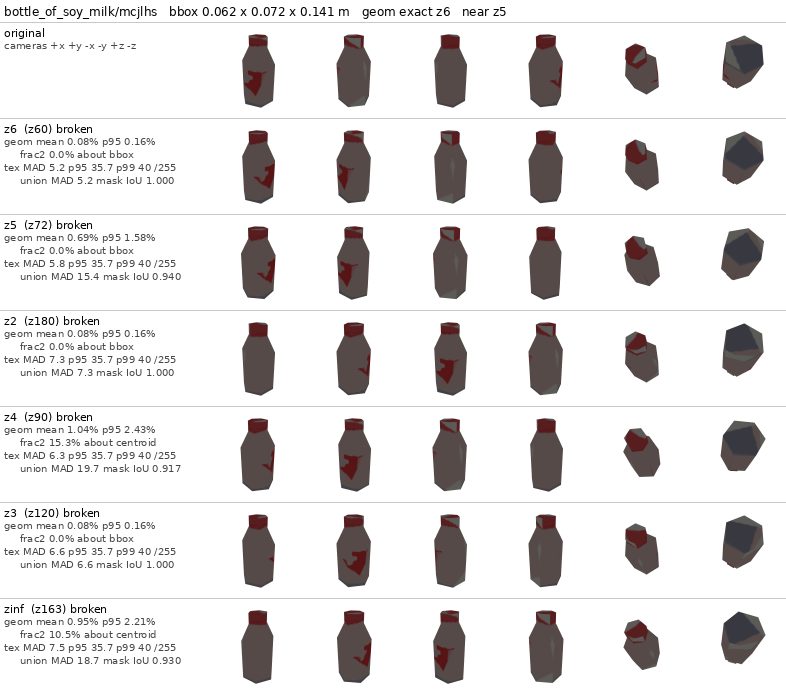 bottle_of_soy_milk/mcjlhs bbox 0.062 x 0.072 x 0.141 m geom exact z6 near z5
original
cameras +x +y -x -y +z -z
z6 (z60) broken
geom mean 0.08% p95 0.16%
frac2 0.0% about bbox
tex MAD 5.2 p95 35.7 p99 40 /255
union MAD 5.2 mask IoU 1.000
z5 (z72) broken
geom mean 0.69% p95 1.58%
frac2 0.0% about bbox
tex MAD 5.8 p95 35.7 p99 40 /255
union MAD 15.4 mask IoU 0.940
z2 (z180) broken
geom mean 0.08% p95 0.16%
frac2 0.0% about bbox
tex MAD 7.3 p95 35.7 p99 40 /255
union MAD 7.3 mask IoU 1.000
z4 (z90) broken
geom mean 1.04% p95 2.43%
frac2 15.3% about centroid
tex MAD 6.3 p95 35.7 p99 40 /255
union MAD 19.7 mask IoU 0.917
z3 (z120) broken
geom mean 0.08% p95 0.16%
frac2 0.0% about bbox
tex MAD 6.6 p95 35.7 p99 40 /255
union MAD 6.6 mask IoU 1.000
zinf (z163) broken
geom mean 0.95% p95 2.21%
frac2 10.5% about centroid
tex MAD 7.5 p95 35.7 p99 40 /255
union MAD 18.7 mask IoU 0.930